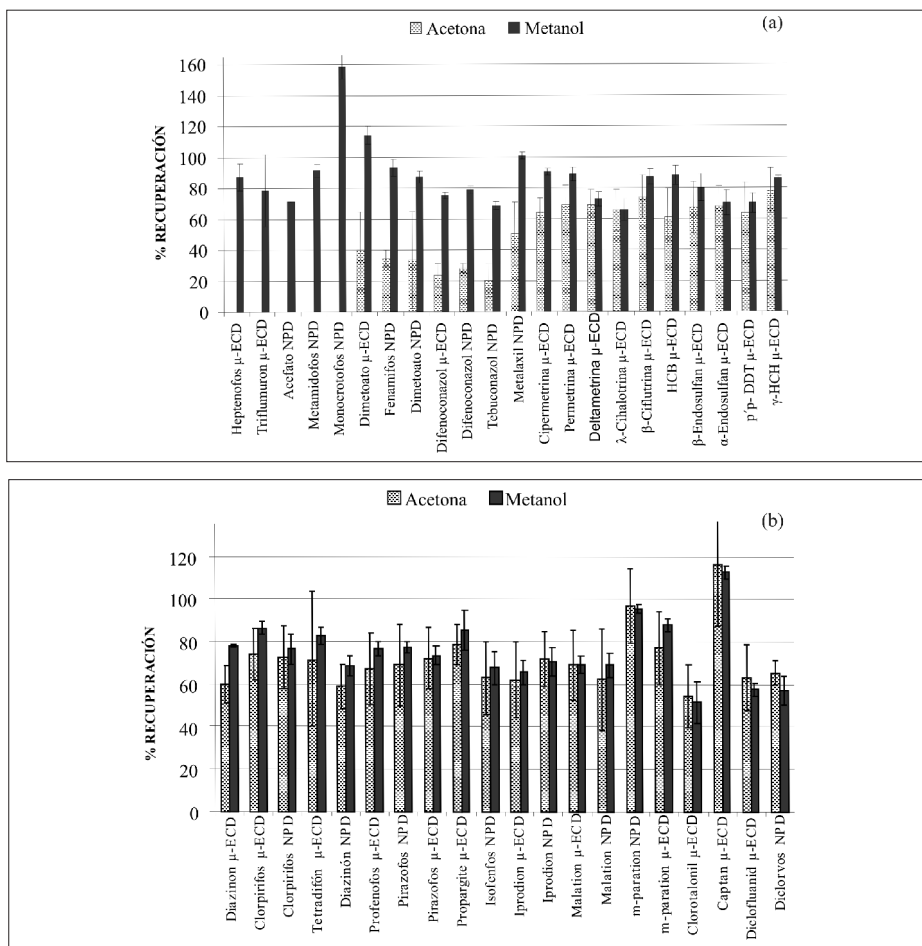 (a)
Acetona Metanol
% RECUPERACIÓN
160
140
120
100
80
60
40
20
0
Heptenofos µ-ECD
Triflumuron µ-ECD
Acefato NPD
Metamidofos NPD
Monocrotofos NPD
Dimetoato µ-ECD
Fenamifos NPD
Dimetoato NPD
Difenoconazol µ-ECD
Difenoconazol NPD
Tebuconazol NPD
Metalaxil NPD
Cipermetrina µ-ECD
Permetrina µ-ECD
Deltametrina µ-ECD
λ-Cihalotrina µ-ECD
β-Ciflutrina µ-ECD
HCB µ-ECD
β-Endosulfan µ-ECD
α-Endosulfan µ-ECD
p´p- DDT µ-ECD
γ-HCH µ-ECD
(b)
Acetona Metanol
% RECUPERACIÓN
120
100
80
60
40
20
0
Diazinon µ-ECD
Clorpirifos µ-ECD
Clorpirifos NPD
Tetradifón µ-ECD
Diazinón NPD
Profenofos µ-ECD
Pirazofos NPD
Pirazofos µ-ECD
Propargite µ-ECD
Isofenfos NPD
Iprodion µ-ECD
Iprodion NPD
Malation µ-ECD
Malation NPD
m-paration NPD
m-paration µ-ECD
Clorotalonil µ-ECD
Captan µ-ECD
Diclofluanid µ-ECD
Diclorvos NPD